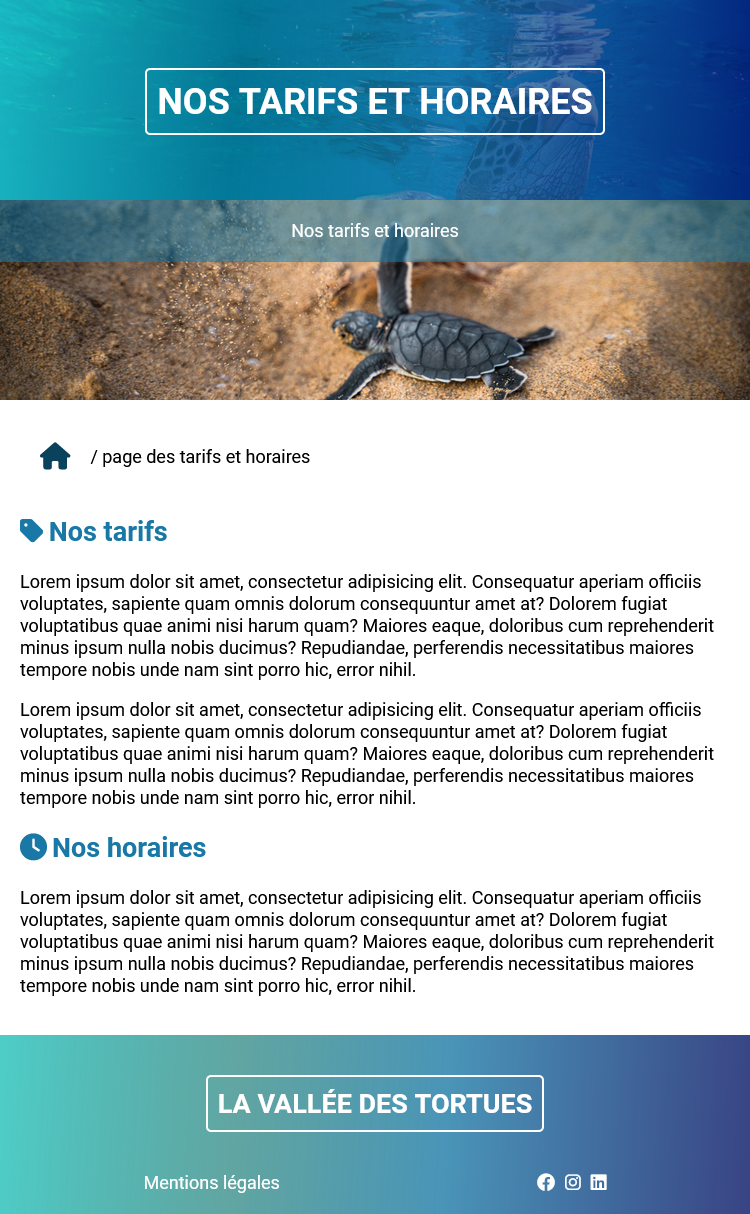 NOS TARIFS ET HORAIRES
Nos tarifs et horaires
/ page des tarifs et horaires
Nos tarifs
Lorem ipsum dolor sit amet, consectetur adipisicing elit. Consequatur aperiam officiis
voluptates, sapiente quam omnis dolorum consequuntur amet at? Dolorem fugiat
voluptatibus quae animi nisi harum quam? Maiores eaque, doloribus cum reprehenderit
minus ipsum nulla nobis ducimus? Repudiandae, perferendis necessitatibus maiores
tempore nobis unde nam sint porro hic, error nihil.
Lorem ipsum dolor sit amet, consectetur adipisicing elit. Consequatur aperiam officiis
voluptates, sapiente quam omnis dolorum consequuntur amet at? Dolorem fugiat
voluptatibus quae animi nisi harum quam? Maiores eaque, doloribus cum reprehenderit
minus ipsum nulla nobis ducimus? Repudiandae, perferendis necessitatibus maiores
tempore nobis unde nam sint porro hic, error nihil.
Nos horaires
Lorem ipsum dolor sit amet, consectetur adipisicing elit. Consequatur aperiam officiis
voluptates, sapiente quam omnis dolorum consequuntur amet at? Dolorem fugiat
voluptatibus quae animi nisi harum quam? Maiores eaque, doloribus cum reprehenderit
minus ipsum nulla nobis ducimus? Repudiandae, perferendis necessitatibus maiores
tempore nobis unde nam sint porro hic, error nihil.
LA VALLÉE DES TORTUES
Mentions légales